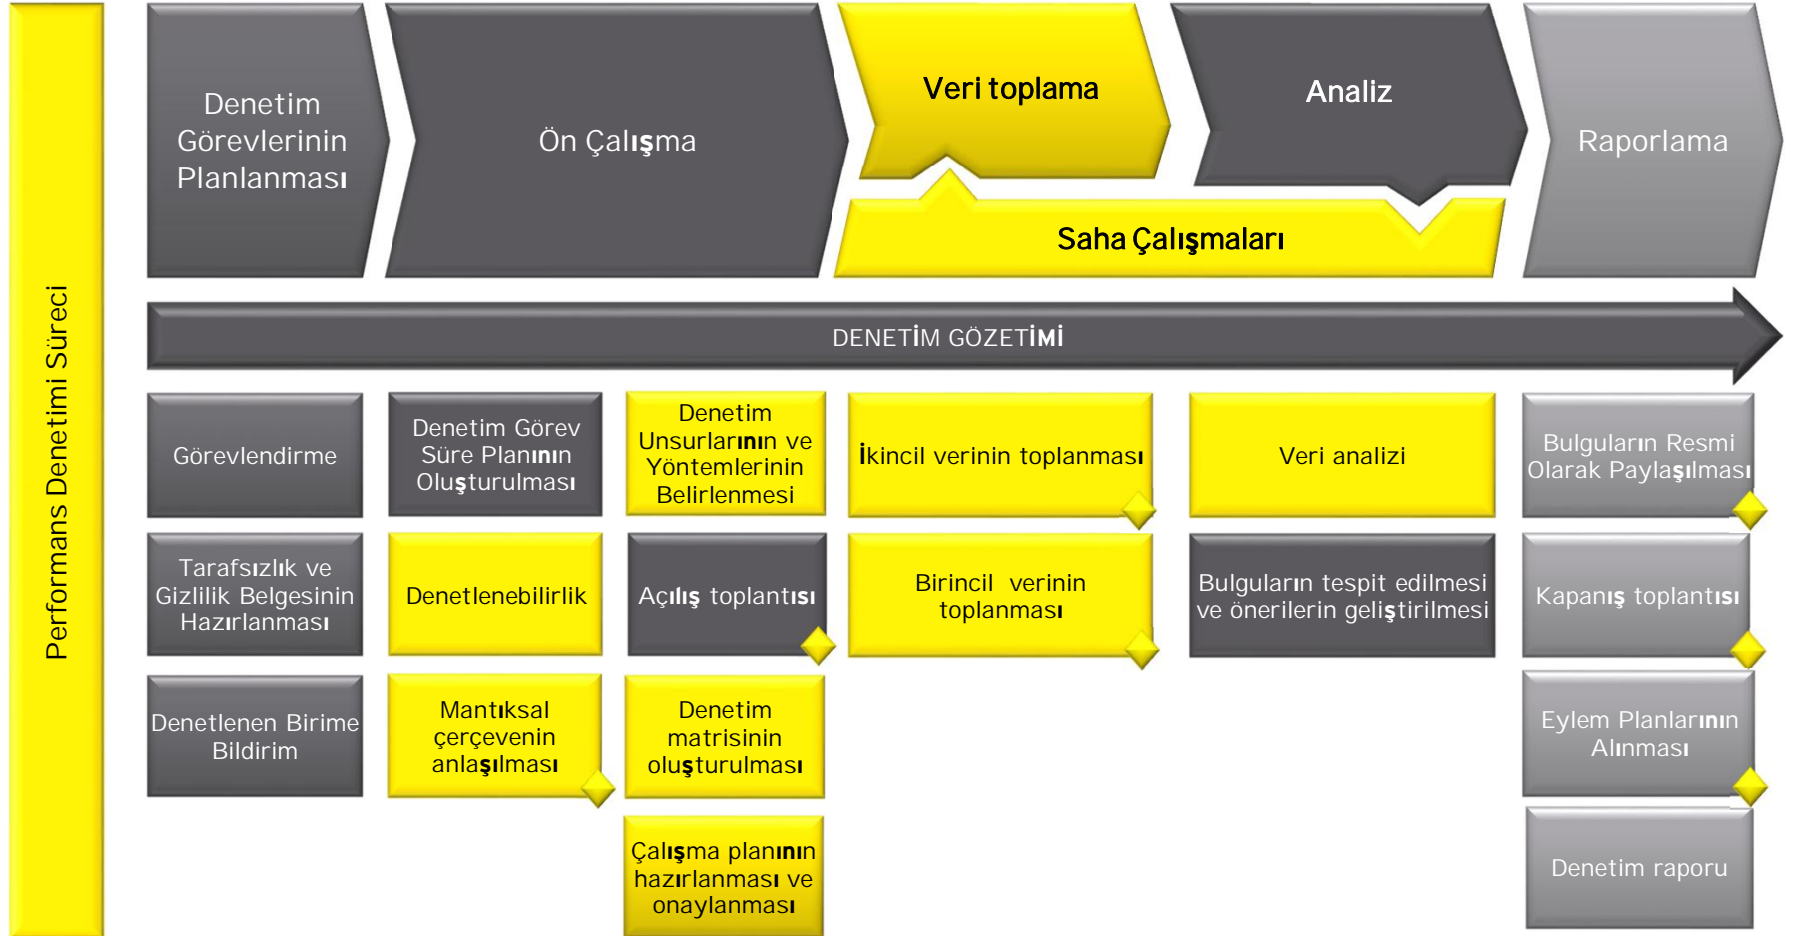 Performans Denetimi Süreci
Denetim
Görevlerinin
Planlanması
Ön Çalışma
Veri toplama
Analiz
Saha Çalışmaları
Raporlama
DENETİM GÖZETİMİ
Görevlendirme
Tarafsızlık ve
Gizlilik Belgesinin
Hazırlanması
Denetlenen Birime
Bildirim
Denetim Görev
Süre Planının
Oluşturulması
Denetlenebilirlik
Mantıksal
çerçevenin
anlaşılması
Denetim
Unsurlarının ve
Yöntemlerinin
Belirlenmesi
Açılış toplantısı
Denetim
matrisinin
oluşturulması
Çalışma planının
hazırlanması ve
onaylanması
İkincil verinin toplanması
Birincil verinin
toplanması
Veri analizi
Bulguların tespit edilmesi
ve önerilerin geliştirilmesi
Bulguların Resmi
Olarak Paylaşılması
Kapanış toplantısı
Eylem Planlarının
Alınması
Denetim raporu